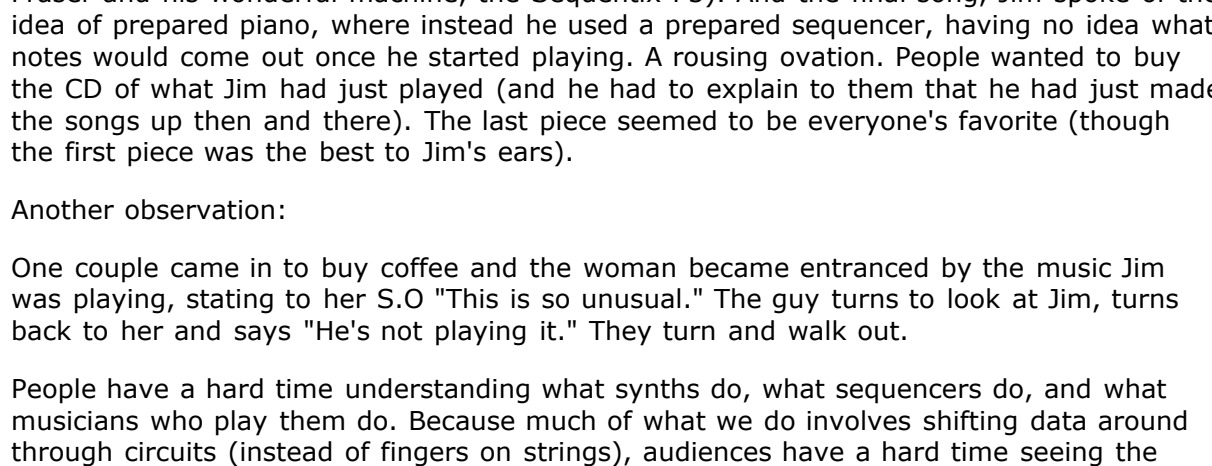 Fraser and his wonderful machine, the Sequentix P3). And the final song, Jim spoke of the
idea of prepared piano, where instead he used a prepared sequencer, having no idea what
notes would come out once he started playing. A rousing ovation. People wanted to buy
the CD of what Jim had just played (and he had to explain to them that he had just made
the songs up then and there). The last piece seemed to be everyone's favorite (though
the first piece was the best to Jim's ears).
Another observation:
One couple came in to buy coffee and the woman became entranced by the music Jim
was playing, stating to her S.O "This is so unusual." The guy turns to look at Jim, turns
back to her and says "He's not playing it." They turn and walk out.
People have a hard time understanding what synths do, what sequencers do, and what
musicians who play them do. Because much of what we do involves shifting data around
through circuits (instead of fingers on strings), audiences have a hard time seeing the